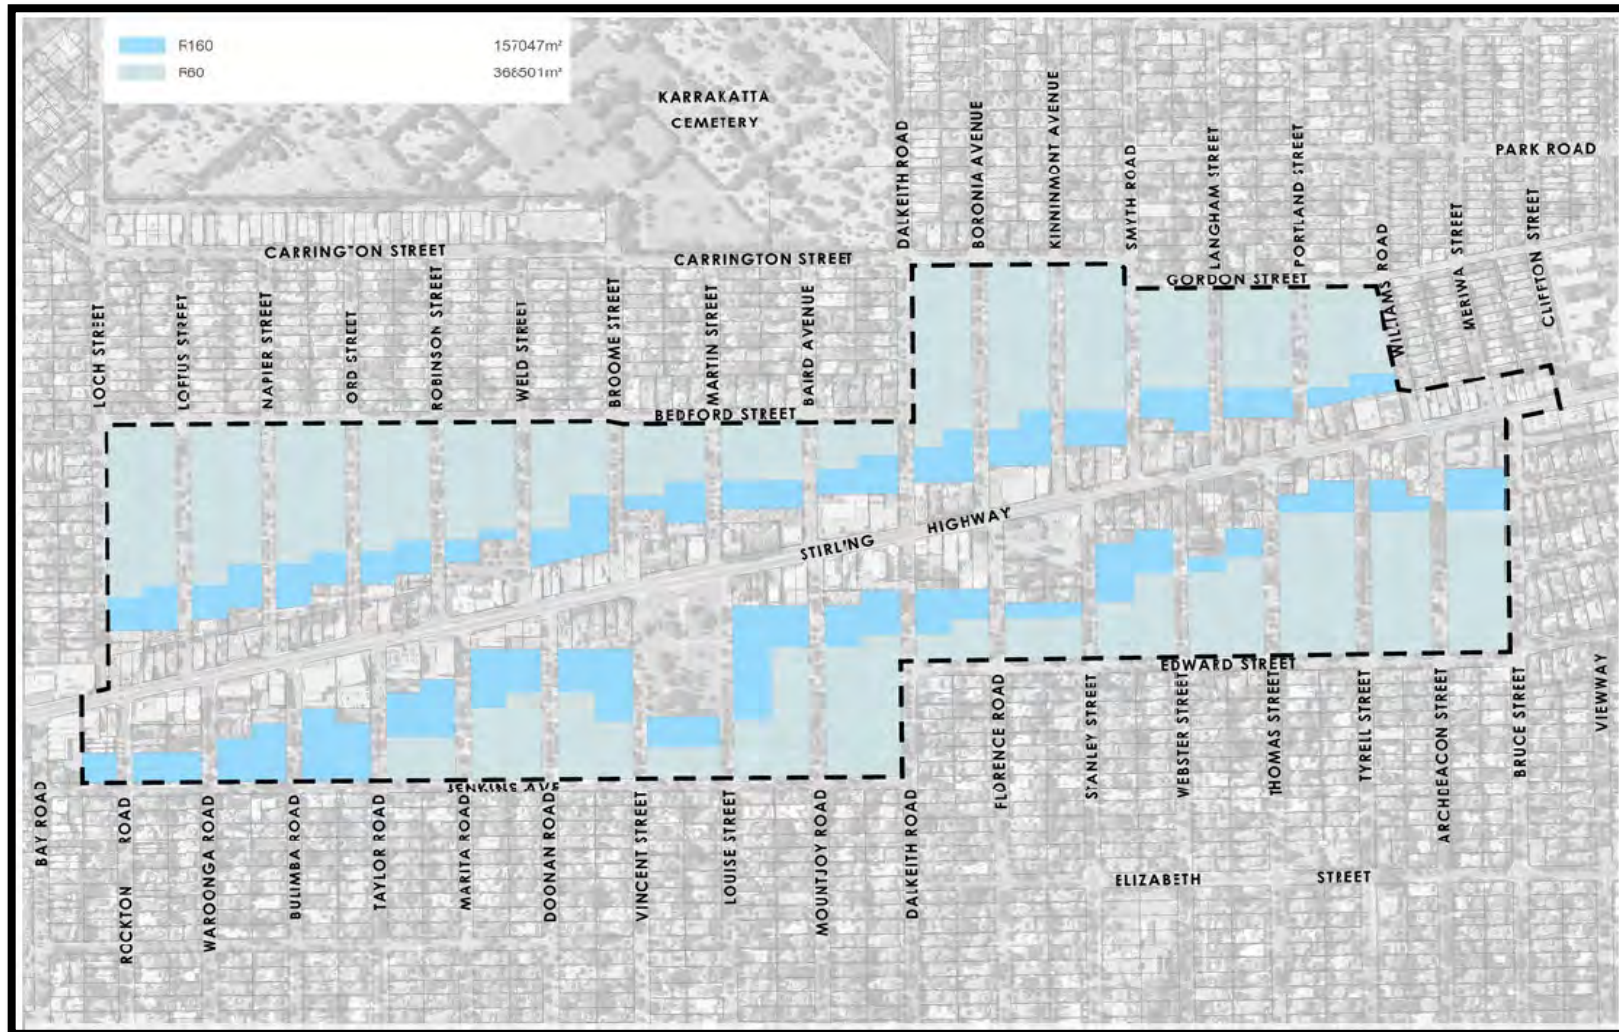 R160 157047m²
R60 366501m²
KARRAKATTA
CEMETERY
PARK ROAD
DALKEITH ROAD
BORONIA AVENUE
KINNINMONT AVENUE
SMYTH ROAD
LANGHAM STREET
PORTLAND STREET
WILLIAMS ROAD
MERIWA STREET
CLIFFTON STREET
CARRINGTON STREET
CARRINGTON STREET
GORDON STREET
LOCH STREET
LOFTUS STREET
NAPIER STREET
ORD STREET
ROBINSON STREET
WELD STREET
BROOME STREET
MARTIN STREET
BAIRD AVENUE
BEDFORD STREET
STIRLING HIGHWAY
EDWARD STREET
JENKINS AVE
BAY ROAD
ROCKTON ROAD
WAROONGA ROAD
BULIMBA ROAD
TAYLOR ROAD
MARITA ROAD
DOONAN ROAD
VINCENT STREET
LOUISE STREET
MOUNTJOY ROAD
DALKEITH ROAD
FLORENCE ROAD
STANLEY STREET
WEBSTER STREET
THOMAS STREET
TYRELL STREET
ARCHDEACON STREET
BRUCE STREET
VIEWWAY
ELIZABETH STREET